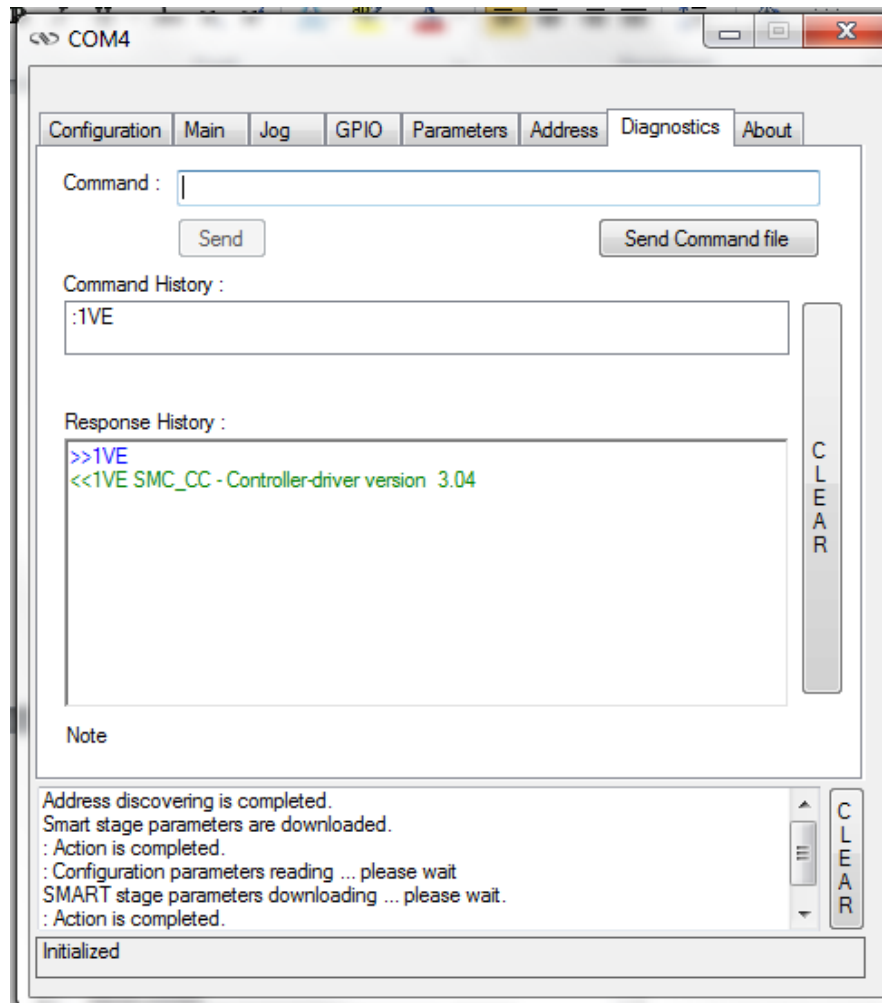 COM4
Configuration Main Jog GPIO Parameters Address Diagnostics About
Command :
Send Send Command file
Command History :
:1VE
Response History :
>>1VE
<<1VE SMC_CC - Controller-driver version  3.04
CLEAR
Note
Address discovering is completed.
Smart stage parameters are downloaded.
: Action is completed.
: Configuration parameters reading ... please wait
SMART stage parameters downloading ... please wait.
: Action is completed.
CLEAR
Initialized